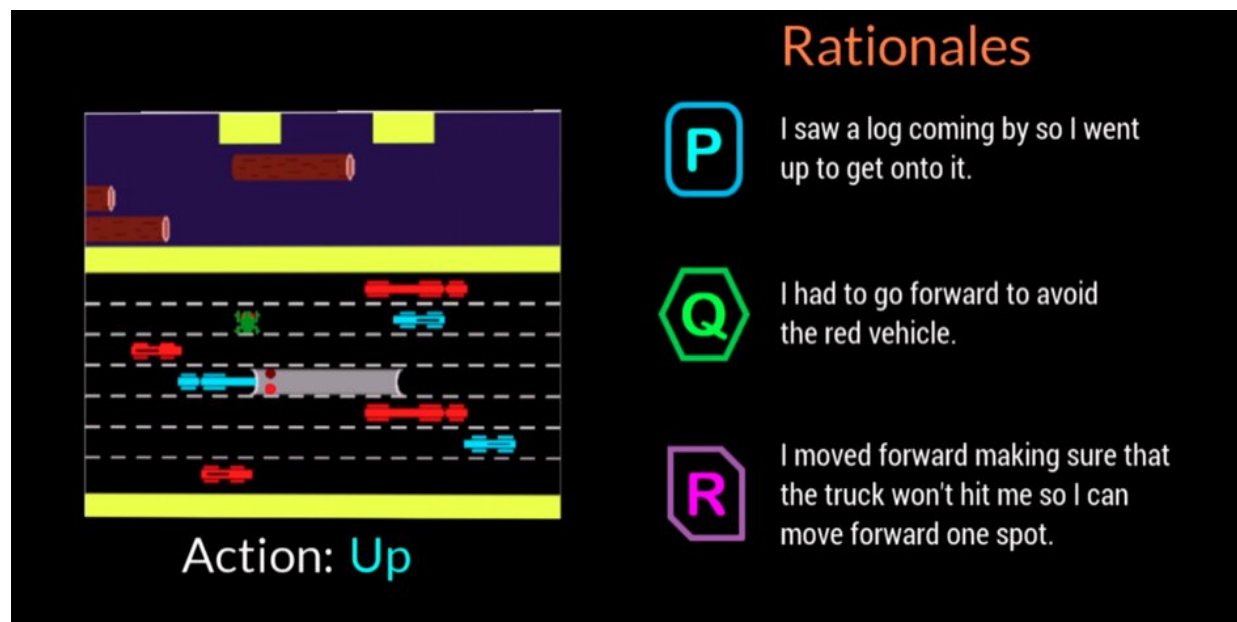 Rationales
P
I saw a log coming by so I went
up to get onto it.
Q
I had to go forward to avoid
the red vehicle.
R
I moved forward making sure that
the truck won't hit me so I can
move forward one spot.
Action: Up